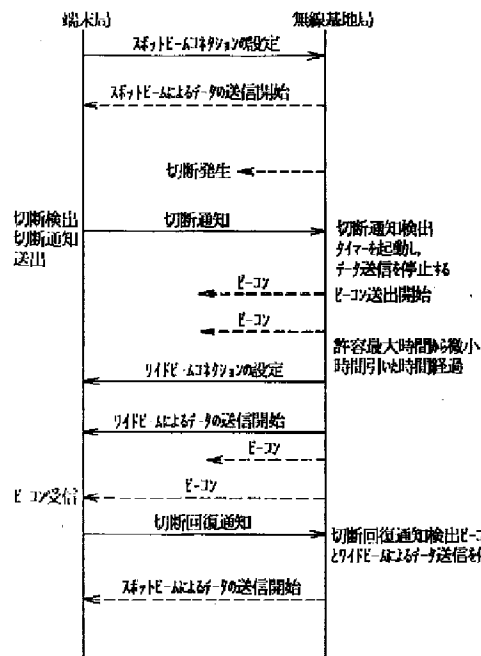 端末局
無線基地局
スポットビームコネクションの設定
スポットビームによるデータの送信開始
切断発生
切断検出
切断通知
送出
切断通知
切断通知検出
タイマーを起動し,
データ送信を停止する
ビーコン
ビーコン送出開始
ビーコン
許容最大時間から微小
時間引いた時間経過
ワイドビームコネクションの設定
ワイドビームによるデータの送信開始
ビーコン
ビーコン受信
ビーコン
切断回復通知
切断回復通知検出ビーコ
とワイドビームによるデータ送信を
スポットビームによるデータの送信開始